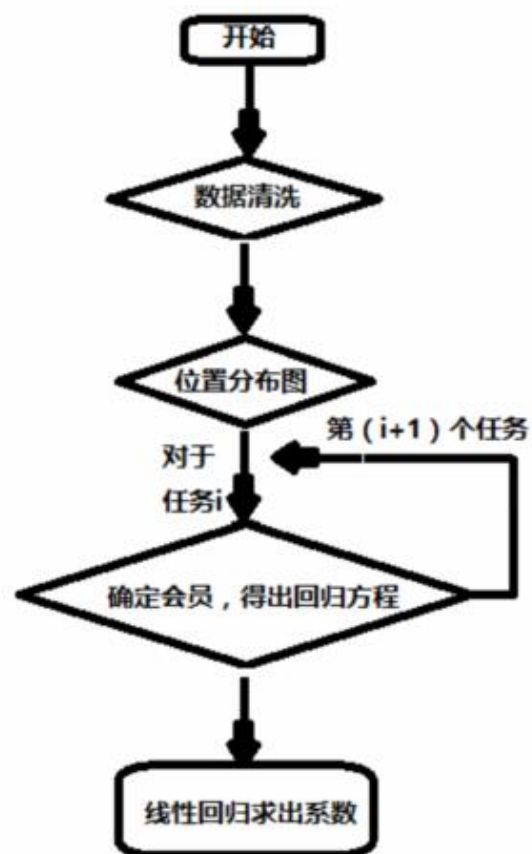 开始
数据清洗
位置分布图
第（i+1）个任务
对于
任务i
确定会员，得出回归方程
线性回归求出系数